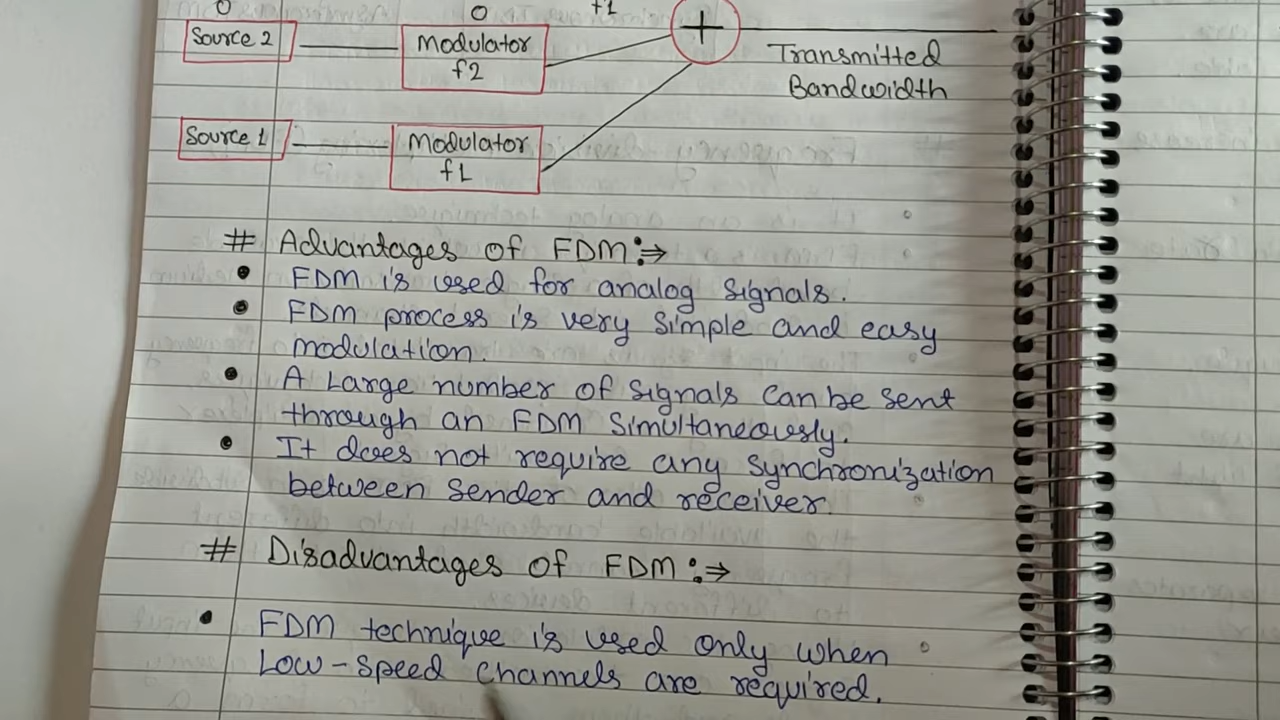 0 0 f1
Source 2 Modulator
f2
+
Transmitted
Bandwidth
Source 1 Modulator
f1
# Advantages of FDM:⇒
• FDM is used for analog signals.
• FDM process is very simple and easy
modulation.
• A Large number of signals can be sent
through an FDM simultaneously.
• It does not require any synchronization
between sender and receiver.
# Disadvantages of FDM:⇒
• FDM technique is used only when
Low-speed channels are required.